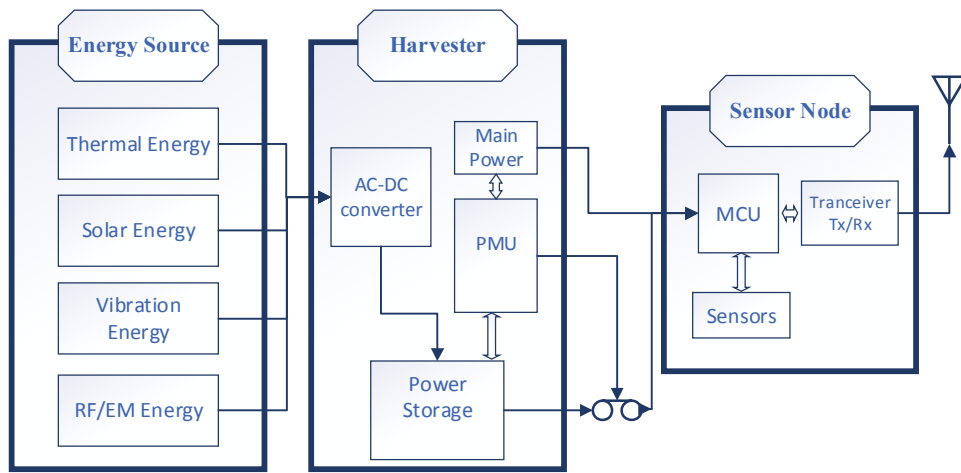 Energy Source
Thermal Energy
Solar Energy
Vibration
Energy
RF/EM Energy
Harvester
AC-DC
converter
Main
Power
PMU
Power
Storage
Sensor Node
MCU
Tranceiver
Tx/Rx
Sensors